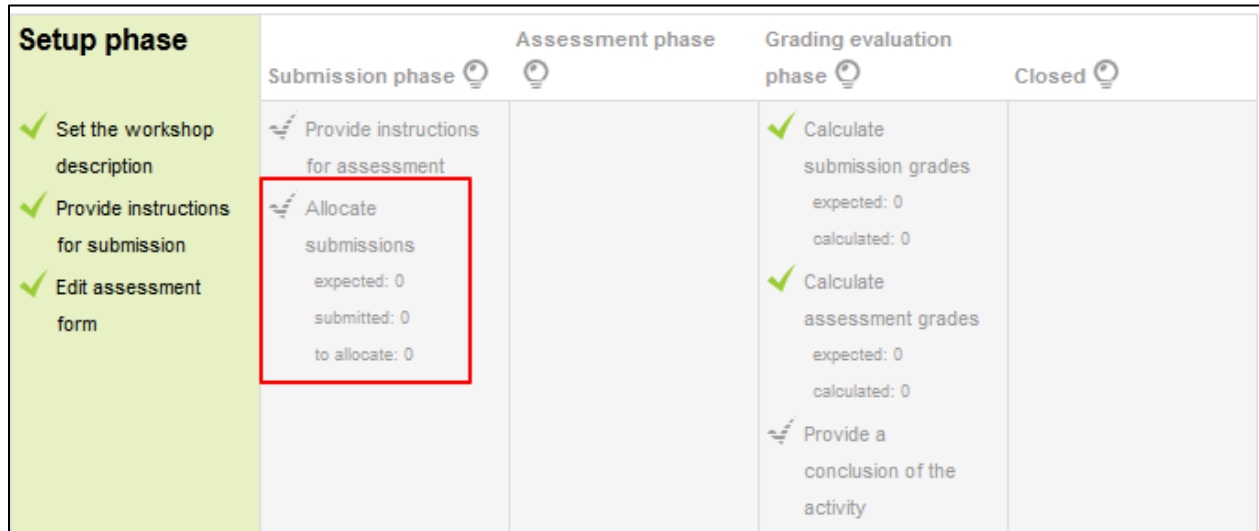 Setup phase
Submission phase
Assessment phase
Grading evaluation
phase
Closed
Set the workshop
description
Provide instructions
for submission
Edit assessment
form
Provide instructions
for assessment
Allocate
submissions
expected: 0
submitted: 0
to allocate: 0
Calculate
submission grades
expected: 0
calculated: 0
Calculate
assessment grades
expected: 0
calculated: 0
Provide a
conclusion of the
activity